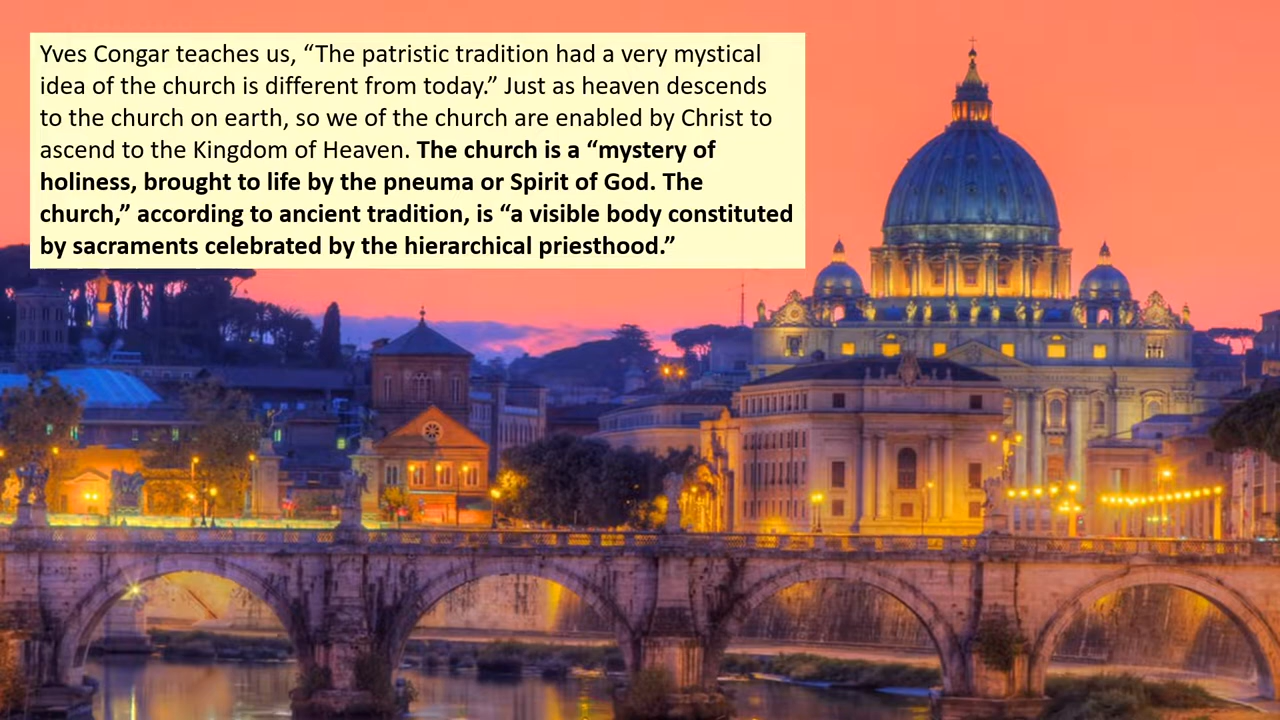 Yves Congar teaches us, “The patristic tradition had a very mystical
idea of the church is different from today.” Just as heaven descends
to the church on earth, so we of the church are enabled by Christ to
ascend to the Kingdom of Heaven. The church is a “mystery of
holiness, brought to life by the pneuma or Spirit of God. The
church,” according to ancient tradition, is “a visible body constituted
by sacraments celebrated by the hierarchical priesthood.”